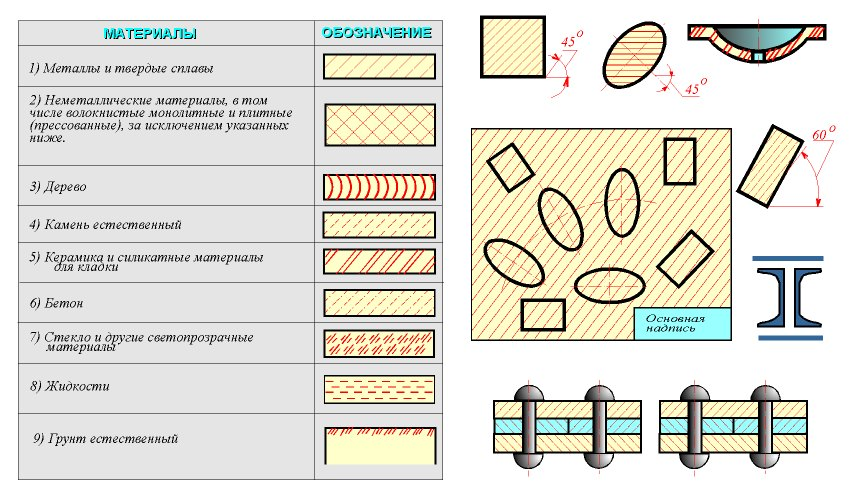 МАТЕРИАЛЫ
ОБОЗНАЧЕНИЕ
1) Металлы и твердые сплавы
2) Неметаллические материалы, в том
числе волокнистые монолитные и плитные
(прессованные), за исключением указанных
ниже.
3) Дерево
4) Камень естественный
5) Керамика и силикатные материалы
для кладки
6) Бетон
7) Стекло и другие светопрозрачные
материалы
8) Жидкости
9) Грунт естественный
45°
45°
60°
Основная
надпись